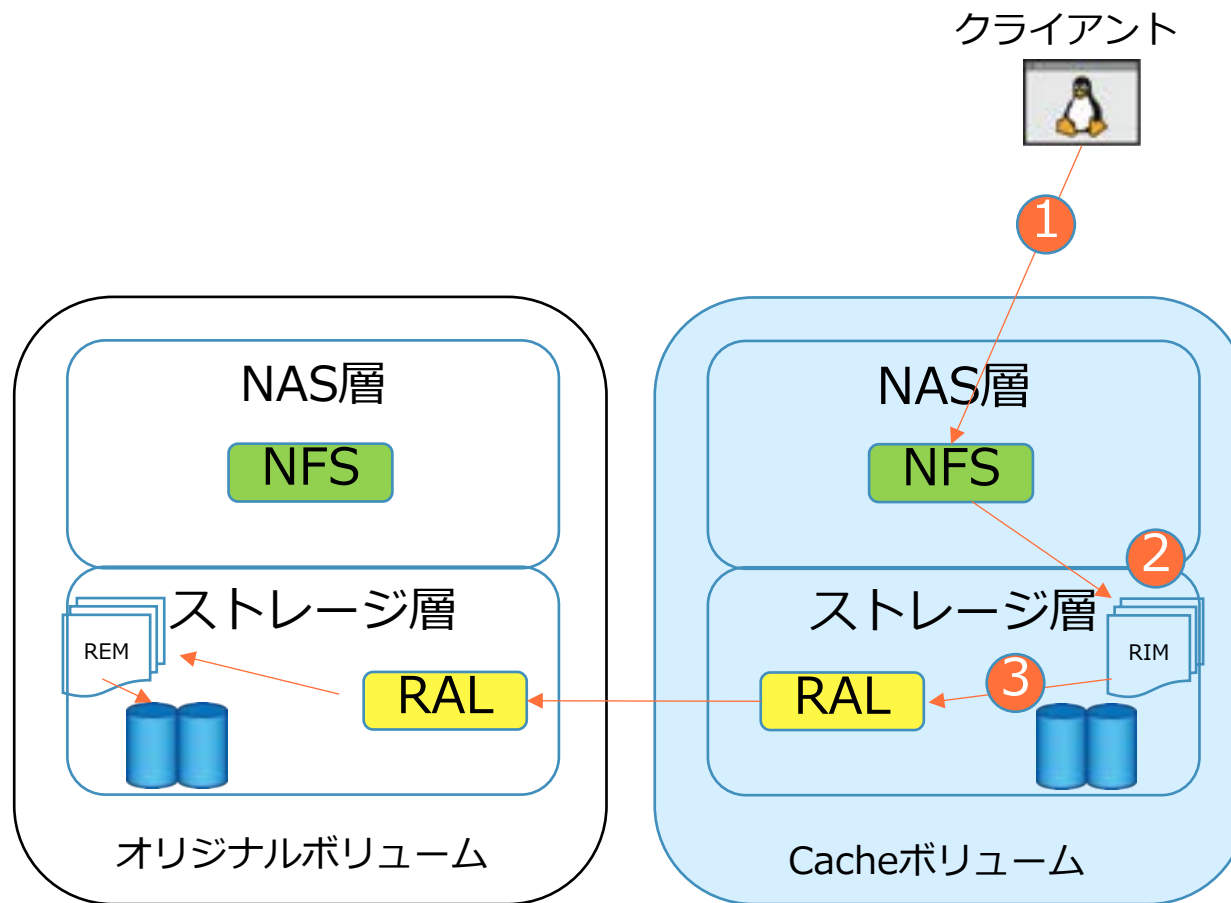 クライアント
1
NAS層
NFS
ストレージ層
REM
RAL
オリジナルボリューム
NAS層
NFS
2
ストレージ層
RIM
3
RAL
Cacheボリューム